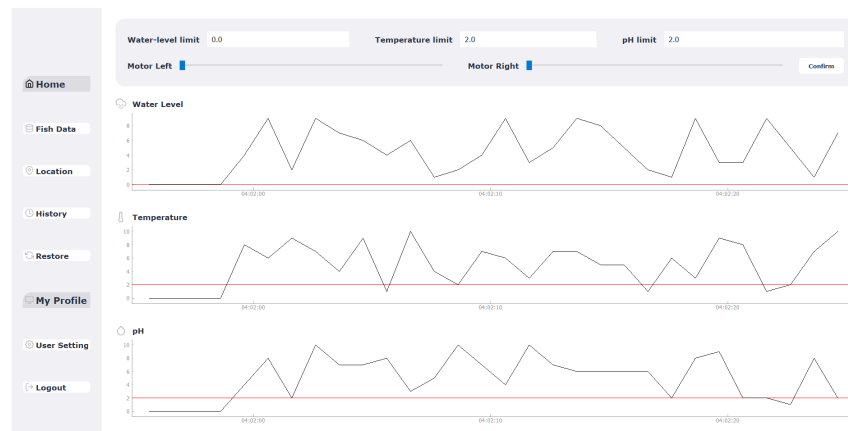 Water-level limit 0.0 Temperature limit 2.0 pH limit 2.0
Motor Left Motor Right Confirm
Home
Fish Data
Location
History
Restore
My Profile
User Setting
Logout
Water Level
8
6
4
2
0
04:02:00 04:02:10 04:02:20
Temperature
10
8
6
4
2
0
04:02:00 04:02:10 04:02:20
pH
10
8
6
4
2
0
04:02:00 04:02:10 04:02:20